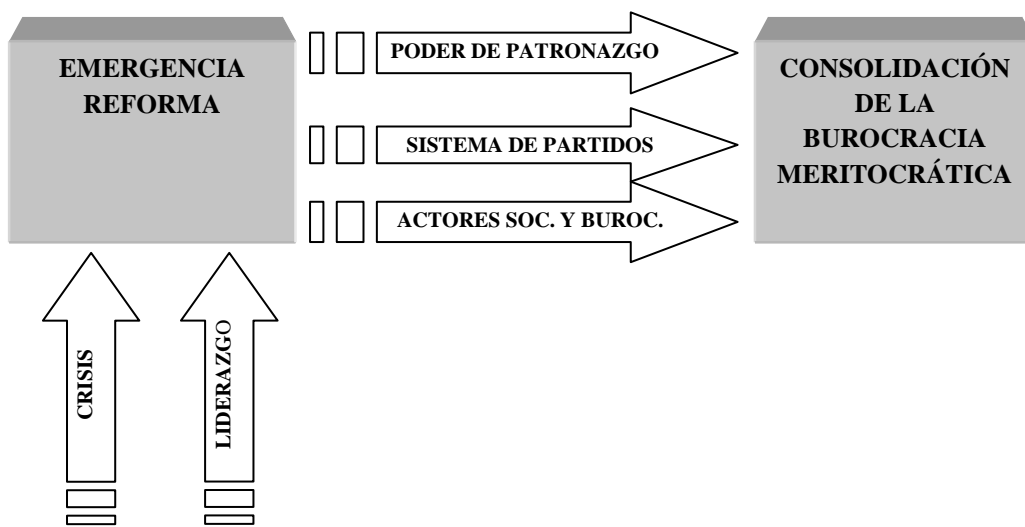 EMERGENCIA
REFORMA
PODER DE PATRONAZGO
SISTEMA DE PARTIDOS
ACTORES SOC. Y BUROC.
CONSOLIDACIÓN
DE LA
BUROCRACIA
MERITOCRÁTICA
CRISIS
LIDERAZGO